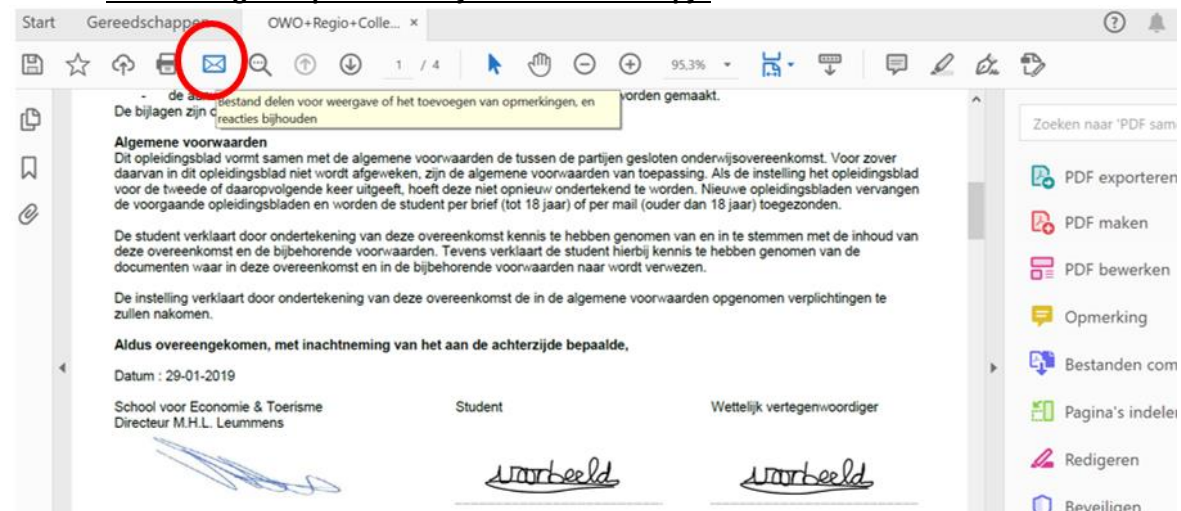 Start Gereedschappen OWO+Regio+Colle... ×
1 / 4 95,3%
- de
Bestand delen voor weergave of het toevoegen van opmerkingen, en
reacties bijhouden
worden gemaakt.
De bijlagen zijn
Algemene voorwaarden
Dit opleidingsblad vormt samen met de algemene voorwaarden de tussen de partijen gesloten onderwijsovereenkomst. Voor zover
daarvan in dit opleidingsblad niet wordt afgeweken, zijn de algemene voorwaarden van toepassing. Als de instelling het opleidingsblad
voor de tweede of daaropvolgende keer uitgeeft, hoeft deze niet opnieuw ondertekend te worden. Nieuwe opleidingsbladen vervangen
de voorgaande opleidingsbladen en worden de student per brief (tot 18 jaar) of per mail (ouder dan 18 jaar) toegezonden.
De student verklaart door ondertekening van deze overeenkomst kennis te hebben genomen van en in te stemmen met de inhoud van
deze overeenkomst en de bijbehorende voorwaarden. Tevens verklaart de student hierbij kennis te hebben genomen van de
documenten waar in deze overeenkomst en in de bijbehorende voorwaarden naar wordt verwezen.
De instelling verklaart door ondertekening van deze overeenkomst de in de algemene voorwaarden opgenomen verplichtingen te
zullen nakomen.
Aldus overeengekomen, met inachtneming van het aan de achterzijde bepaalde,
Datum : 29-01-2019
School voor Economie & Toerisme Student Wettelijk vertegenwoordiger
Directeur M.H.L. Leummens
voorbeeld voorbeeld
Zoeken naar 'PDF sam
PDF exporteren
PDF maken
PDF bewerken
Opmerking
Bestanden com
Pagina's indeler
Redigeren
Beveiligen